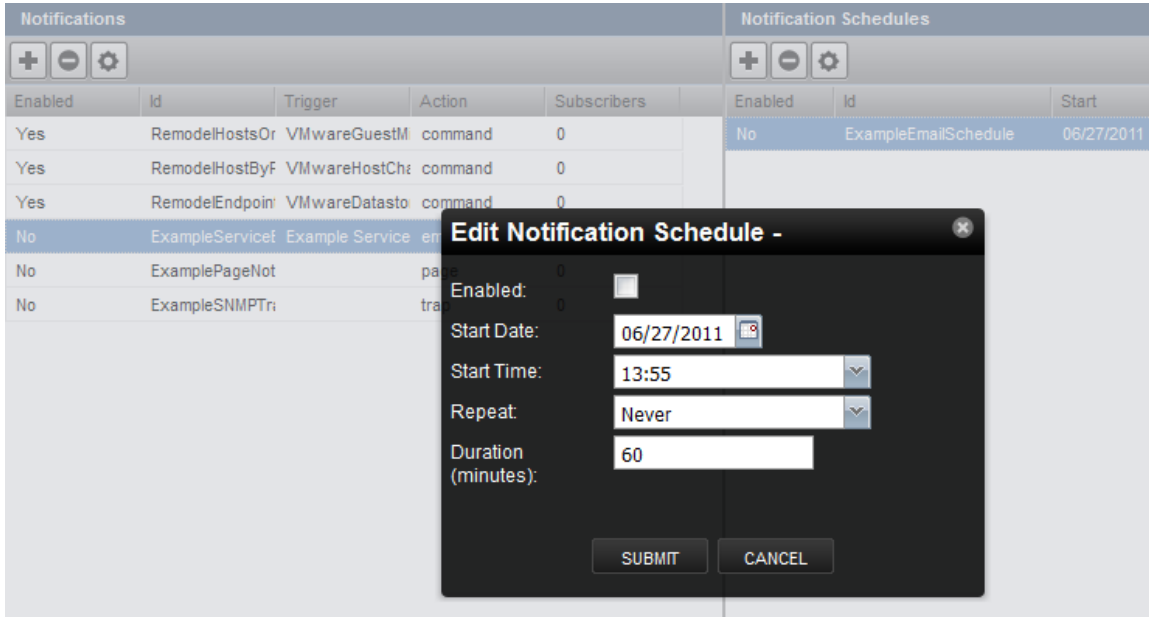 Notifications
Notification Schedules
Enabled Id Trigger Action Subscribers
Enabled Id Start
Yes RemodelHostsOr VMwareGuestM command 0
No ExampleEmailSchedule 06/27/2011
Yes RemodelHostByF VMwareHostCha command 0
Yes RemodelEndpoin VMwareDatasto command 0
No ExampleServiceE Example Service em
No ExamplePageNot page 0
No ExampleSNMPTra trap 0
Edit Notification Schedule -
Enabled:
Start Date: 06/27/2011
Start Time: 13:55
Repeat: Never
Duration
(minutes): 60
SUBMIT CANCEL